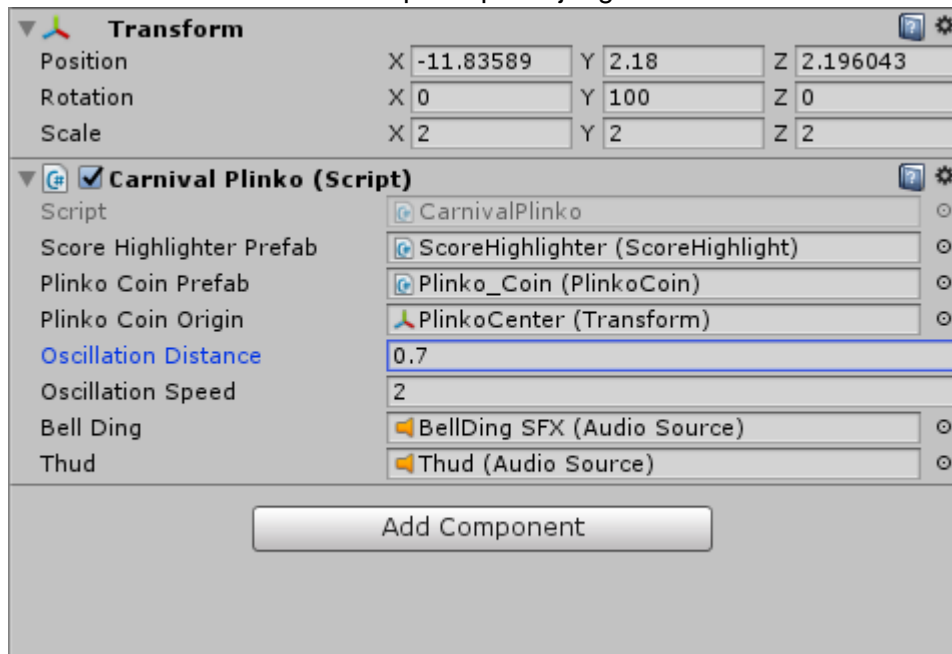 Transform
Position X -11.83589 Y 2.18 Z 2.196043
Rotation X 0 Y 100 Z 0
Scale X 2 Y 2 Z 2
Carnival Plinko (Script)
Script CarnivalPlinko
Score Highlighter Prefab ScoreHighlighter (ScoreHighlight)
Plinko Coin Prefab Plinko_Coin (PlinkoCoin)
Plinko Coin Origin PlinkoCenter (Transform)
Oscillation Distance 0.7
Oscillation Speed 2
Bell Ding BellDing SFX (Audio Source)
Thud Thud (Audio Source)
Add Component